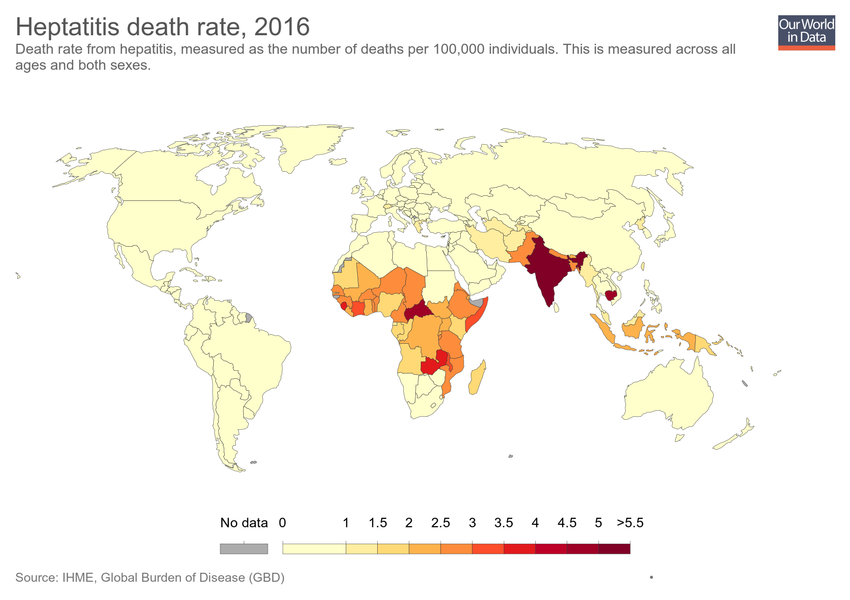 Heptatitis death rate, 2016
Our World
in Data
Death rate from hepatitis, measured as the number of deaths per 100,000 individuals. This is measured across all
ages and both sexes.
No data 0 1 1.5 2 2.5 3 3.5 4 4.5 5 >5.5
Source: IHME, Global Burden of Disease (GBD)